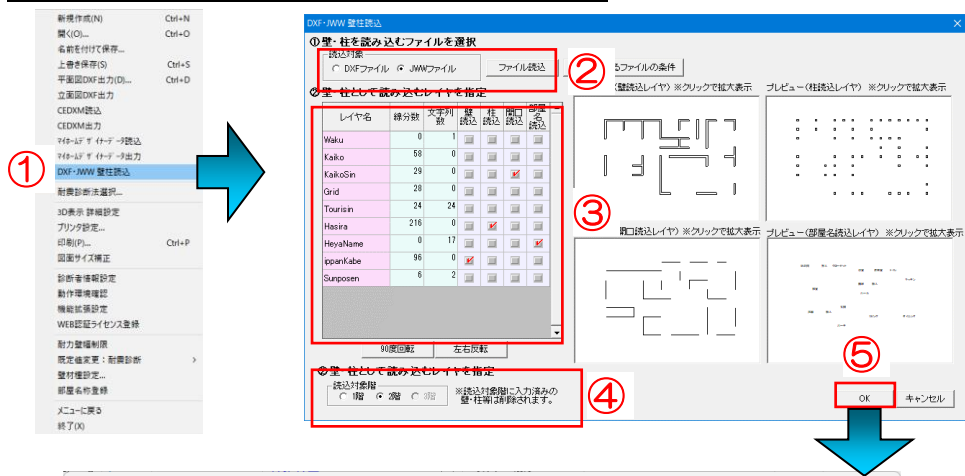 新規作成(N) Ctrl+N
開く(O)... Ctrl+O
名前を付けて保存...
上書き保存(S) Ctrl+S
平面図DXF出力(D)... Ctrl+D
立面図DXF出力
CEDXM読込
CEDXM出力
ﾏｲﾎｰﾑﾃﾞｻﾞｲﾅｰﾃﾞｰﾀ読込
ﾏｲﾎｰﾑﾃﾞｻﾞｲﾅｰﾃﾞｰﾀ出力
①
DXF・JWW 壁柱読込
耐震診断法選択...
3D表示 詳細設定
プリンタ設定...
印刷(P)... Ctrl+P
図面サイズ補正
診断者情報設定
動作環境確認
機能拡張設定
WEB認証ライセンス登録
耐力壁幅制限
既定値変更：耐震診断 >
壁材種設定...
部屋名称登録
メニューに戻る
終了(X)
DXF・JWW 壁柱読込
①壁・柱を読み込むファイルを選択
読込対象
DXFファイル JWWファイル ファイル読込
②
るファイルの条件
②壁・柱として読み込むレイヤを指定
レイヤ名 線分数 文字列数 壁読込 柱読込 開口読込 部屋名読込
Waku 0 1
Kaiko 58 0
KaikoSin 29 0
Grid 28 0
Tourisin 24 24
Hasira 216 0
HeyaName 0 17
ippanKabe 96 0
Sunposen 6 2
③
(壁読込レイヤ) ※クリックで拡大表示
プレビュー(柱読込レイヤ) ※クリックで拡大表示
開口読込レイヤ) ※クリックで拡大表示
プレビュー(部屋名読込レイヤ) ※クリックで拡大表示
90度回転 左右反転
②壁・柱として読み込むレイヤを指定
読込対象階
1階 2階 3階
※読込対象階に入力済みの
壁・柱等は削除されます。
④
⑤
OK キャンセル